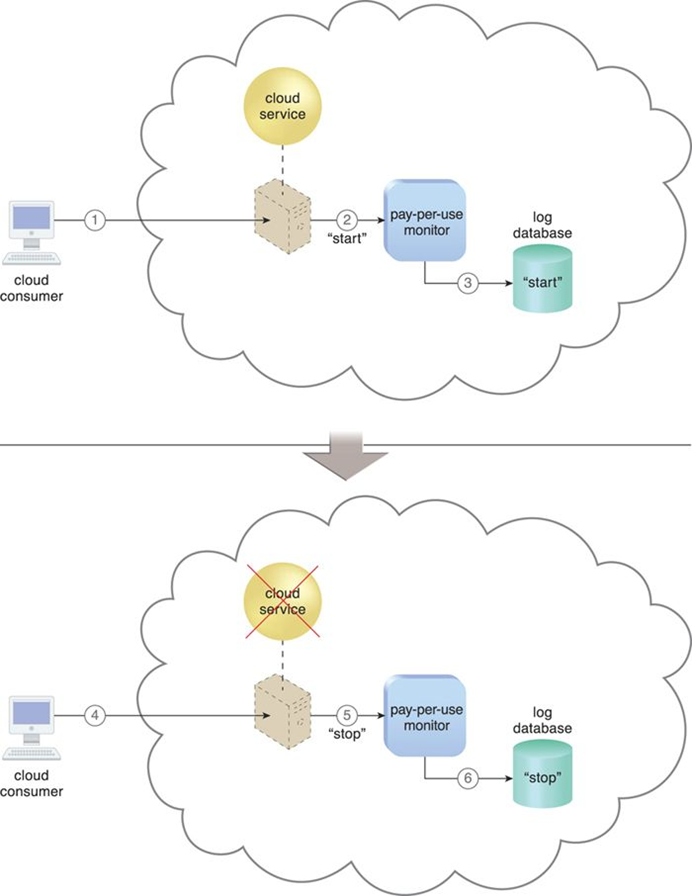 cloud
service
1
2
"start"
pay-per-use
monitor
log
database
3
"start"
cloud
consumer
cloud
service
4
5
"stop"
pay-per-use
monitor
log
database
6
"stop"
cloud
consumer